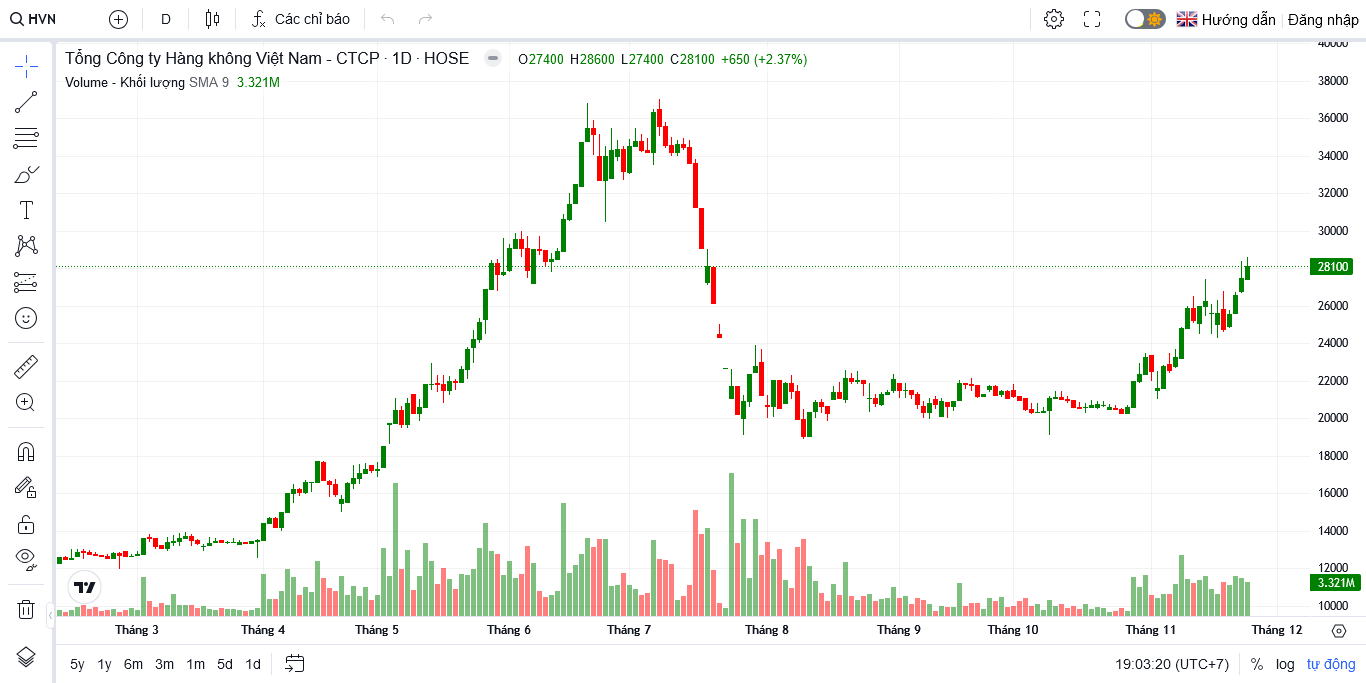 HVN D Các chỉ báo Hướng dẫn Đăng nhập
Tổng Công ty Hàng không Việt Nam - CTCP · 1D · HOSE O27400 H28600 L27400 C28100 +650 (+2.37%)
Volume - Khối lượng SMA 9 3.321M
40000
38000
36000
34000
32000
30000
28100
26000
24000
22000
20000
18000
16000
14000
12000
3.321M
10000
Tháng 3 Tháng 4 Tháng 5 Tháng 6 Tháng 7 Tháng 8 Tháng 9 Tháng 10 Tháng 11 Tháng 12
5y 1y 6m 3m 1m 5d 1d 19:03:20 (UTC+7) % log tự động